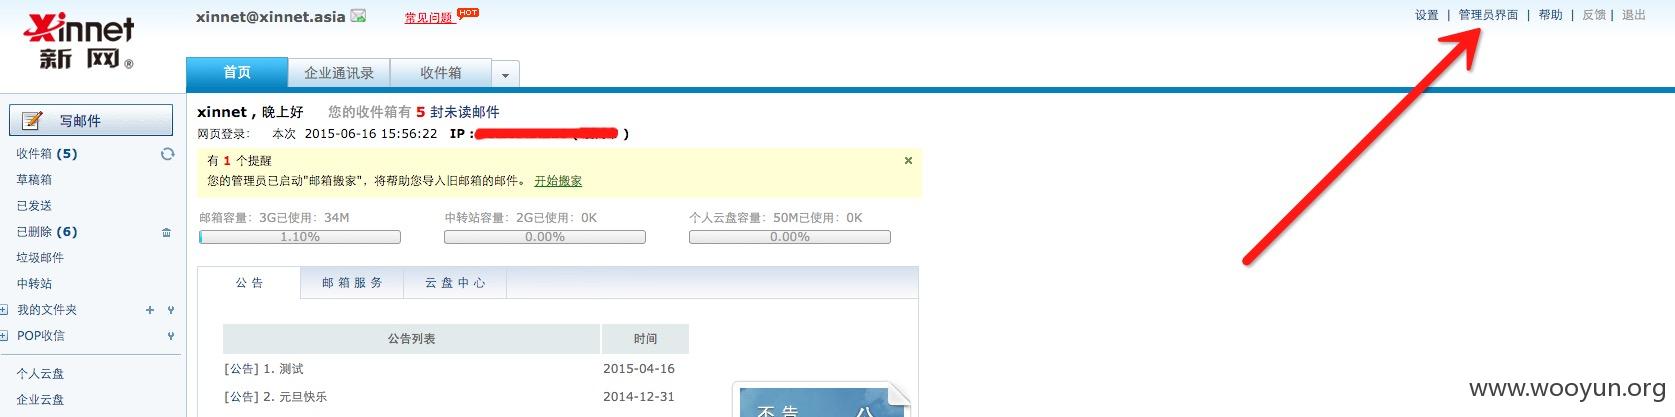 xinnet@xinnet.asia 常见问题 HOT
设置 | 管理员界面 | 帮助 | 反馈 | 退出
Xinnet
新网®
首页 企业通讯录 收件箱
写邮件
收件箱 (5)
草稿箱
已发送
已删除 (6)
垃圾邮件
中转站
我的文件夹
POP收信
个人云盘
企业云盘
xinnet , 晚上好 您的收件箱有 5 封未读邮件
网页登录： 本次 2015-06-16 15:56:22 IP : )
有 1 个提醒
您的管理员已启动"邮箱搬家"，将帮助您导入旧邮箱的邮件。 开始搬家
邮箱容量：3G已使用：34M 中转站容量：2G已使用：0K 个人云盘容量：50M已使用：0K
1.10% 0.00% 0.00%
公告 邮箱服务 云盘中心
公告列表 时间
[公告] 1. 测试 2015-04-16
[公告] 2. 元旦快乐 2014-12-31
www.wooyun.org